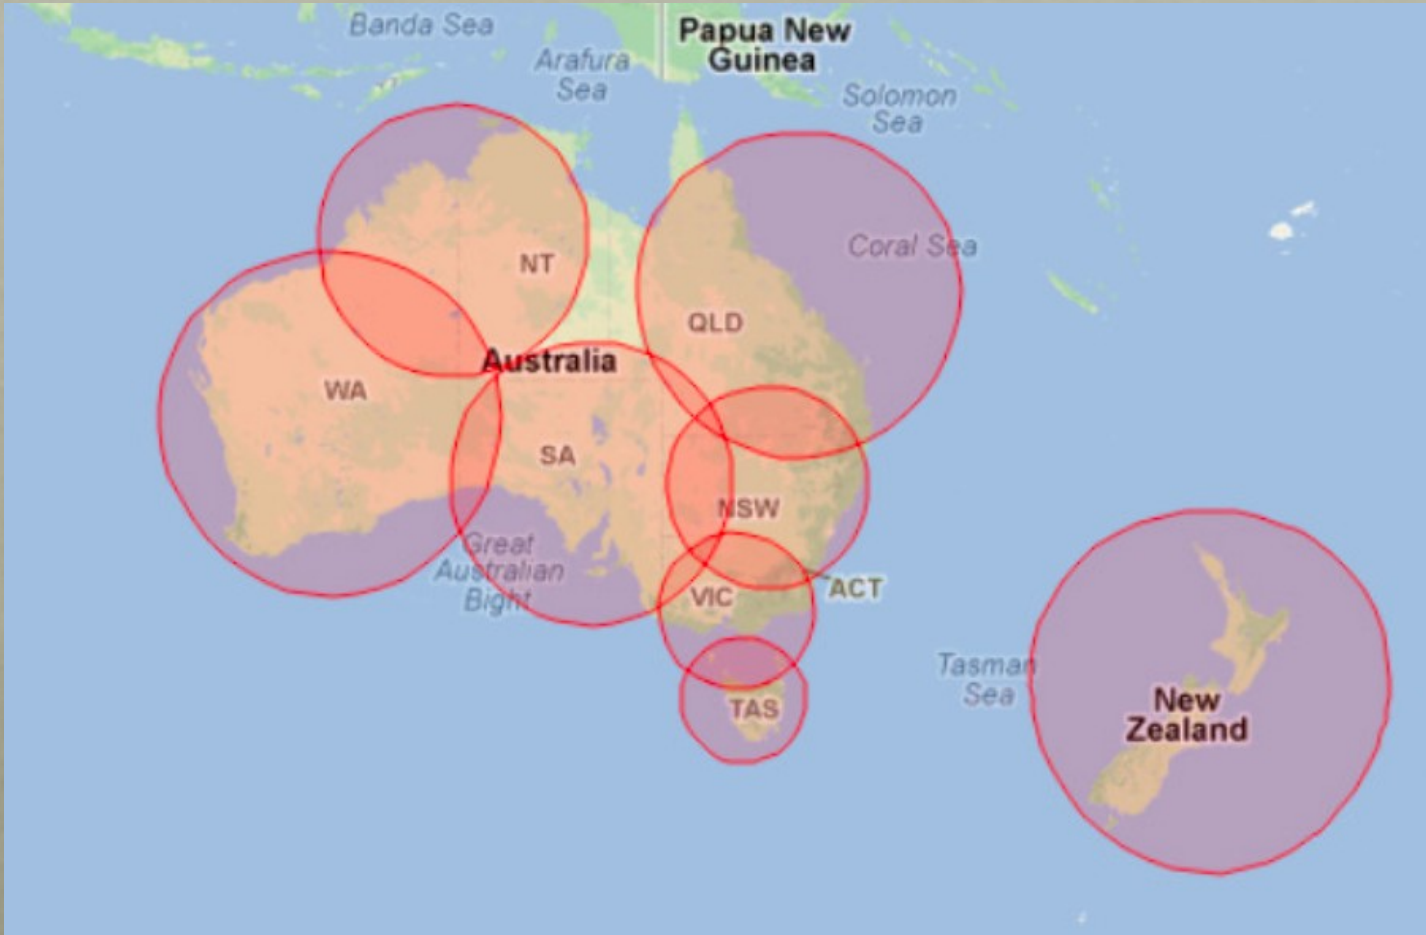 Banda Sea
Papua New
Guinea
Arafura
Sea
Solomon
Sea
Coral Sea
NT
QLD
Australia
WA
SA
NSW
Great
Australian
Bight
VIC
ACT
Tasman
Sea
TAS
New
Zealand